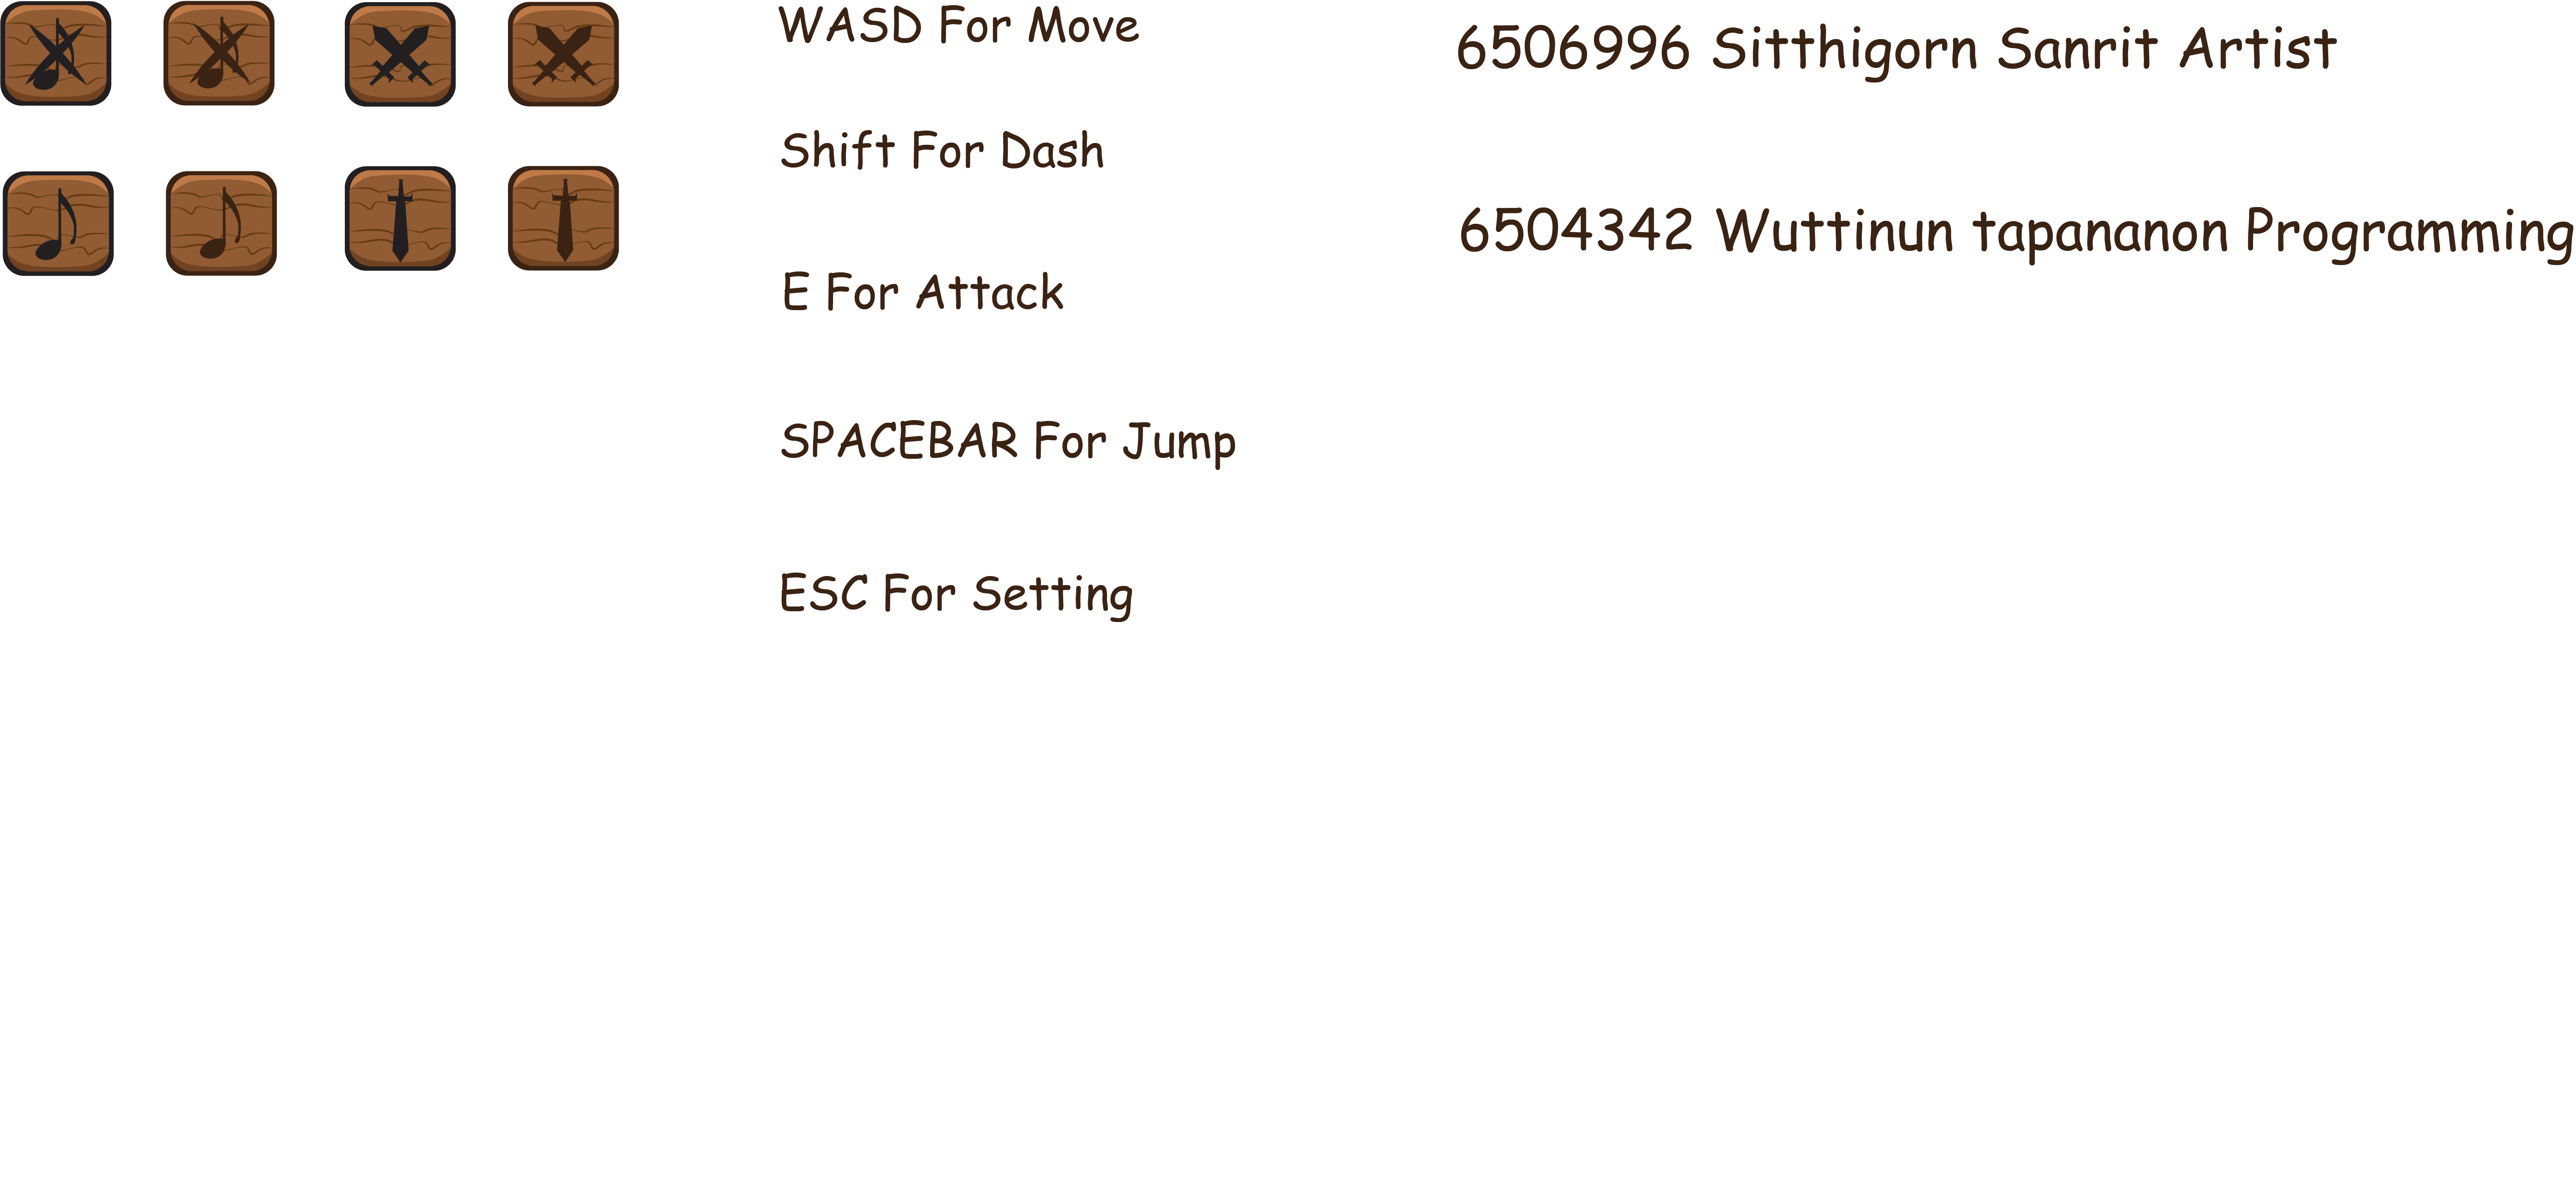 WASD For Move
Shift For Dash
E For Attack
SPACEBAR For Jump
ESC For Setting
6506996 Sitthigorn Sanrit Artist
6504342 Wuttinun tapananon Programming